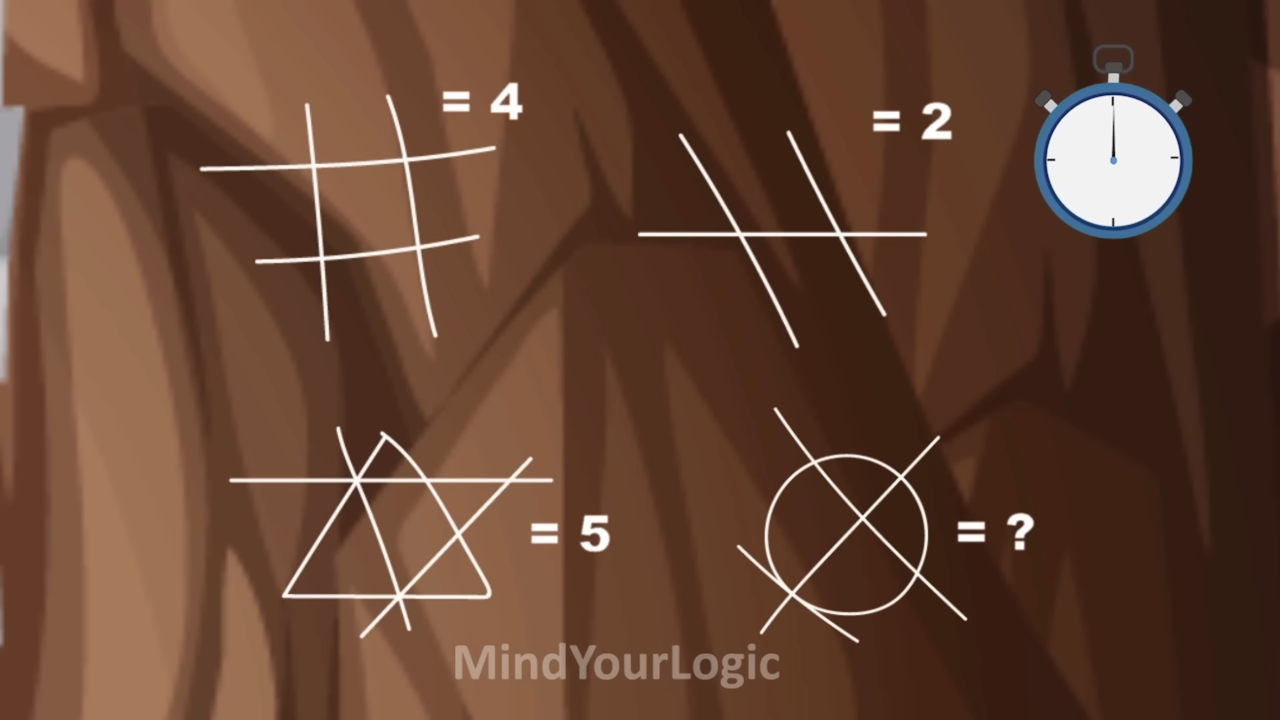 = 4
= 2
= 5
= ?
MindYourLogic